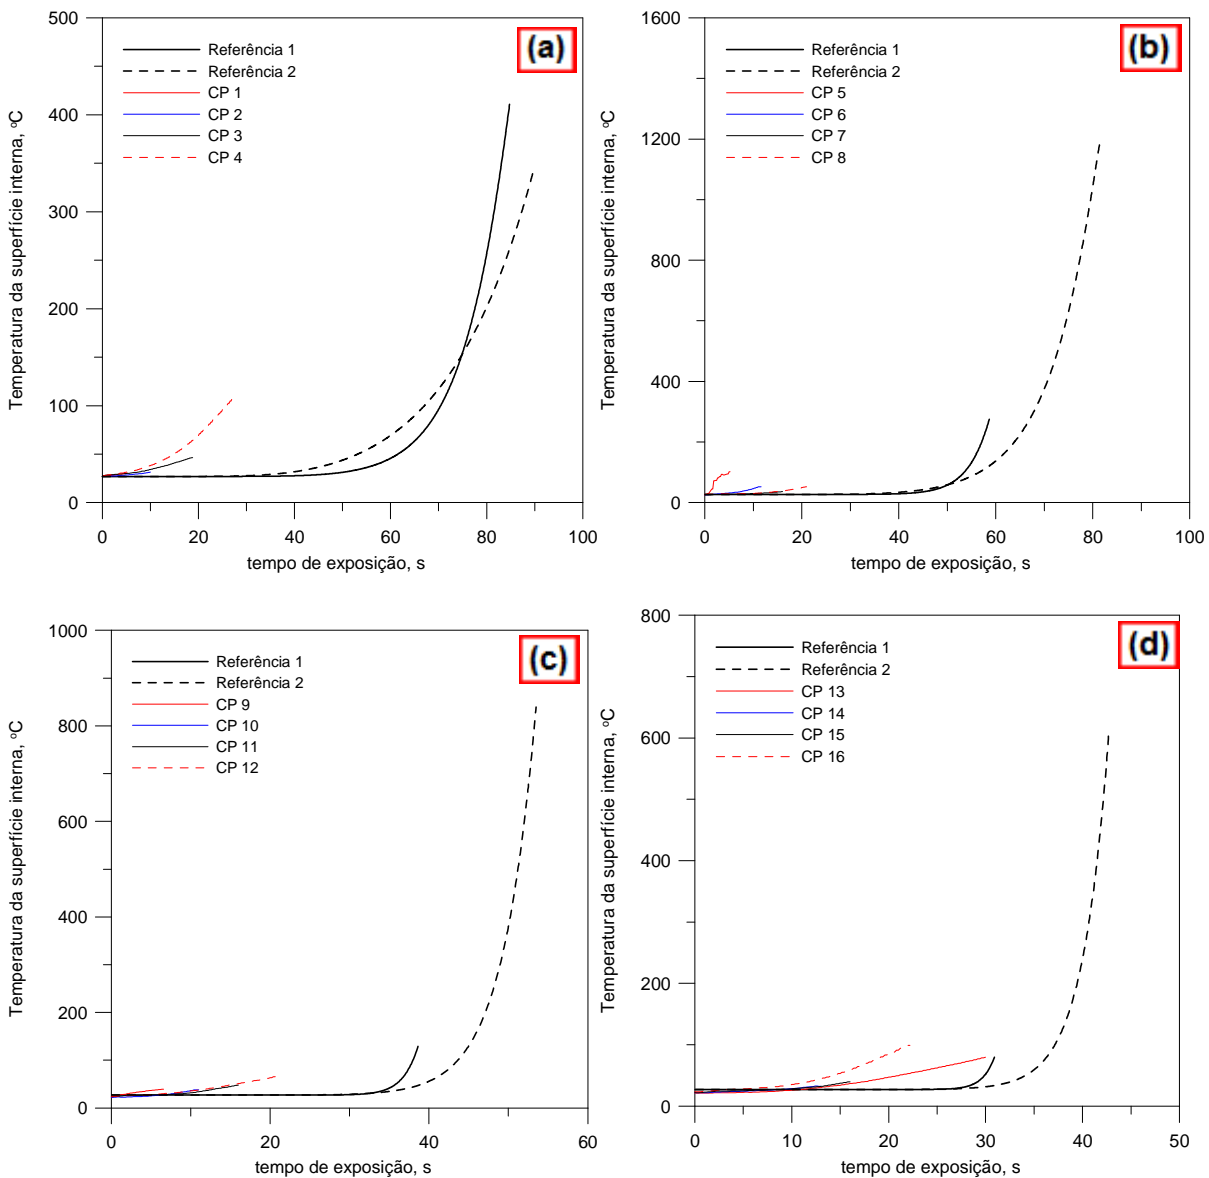 (a)
500
400
300
200
100
0
Temperatura da superfície interna, ºC
Referência 1
Referência 2
CP 1
CP 2
CP 3
CP 4
0 20 40 60 80 100
tempo de exposição, s
(b)
1600
1200
800
400
0
Temperatura da superfície interna, ºC
Referência 1
Referência 2
CP 5
CP 6
CP 7
CP 8
0 20 40 60 80 100
tempo de exposição, s
(c)
1000
800
600
400
200
0
Temperatura da superfície interna, ºC
Referência 1
Referência 2
CP 9
CP 10
CP 11
CP 12
0 20 40 60
tempo de exposição, s
(d)
800
600
400
200
0
Temperatura da superfície interna, ºC
Referência 1
Referência 2
CP 13
CP 14
CP 15
CP 16
0 10 20 30 40 50
tempo de exposição, s